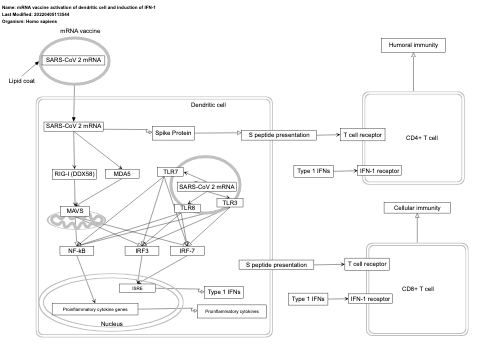 Name: mRNA vaccine activation of dendritic cell and induction of IFN-1
Last Modified: 20220405113544
Organism: Homo sapiens
mRNA vaccine
SARS-CoV 2 mRNA
Lipid coat
Humoral immunity
Dendritic cell
SARS-CoV 2 mRNA
Spike Protein
S peptide presentation
T cell receptor
CD4+ T cell
RIG-I (DDX58)
MDA5
TLR7
SARS-CoV 2 mRNA
Type 1 IFNs
IFN-1 receptor
TLR8
TLR3
MAVS
Cellular immunity
NF-kB
IRF3
IRF-7
S peptide presentation
T cell receptor
ISRE
Type 1 IFNs
Type 1 IFNs
IFN-1 receptor
CD8+ T cell
Proinflammatory cytokine genes
Proinflammatory cytokines
Nucleus